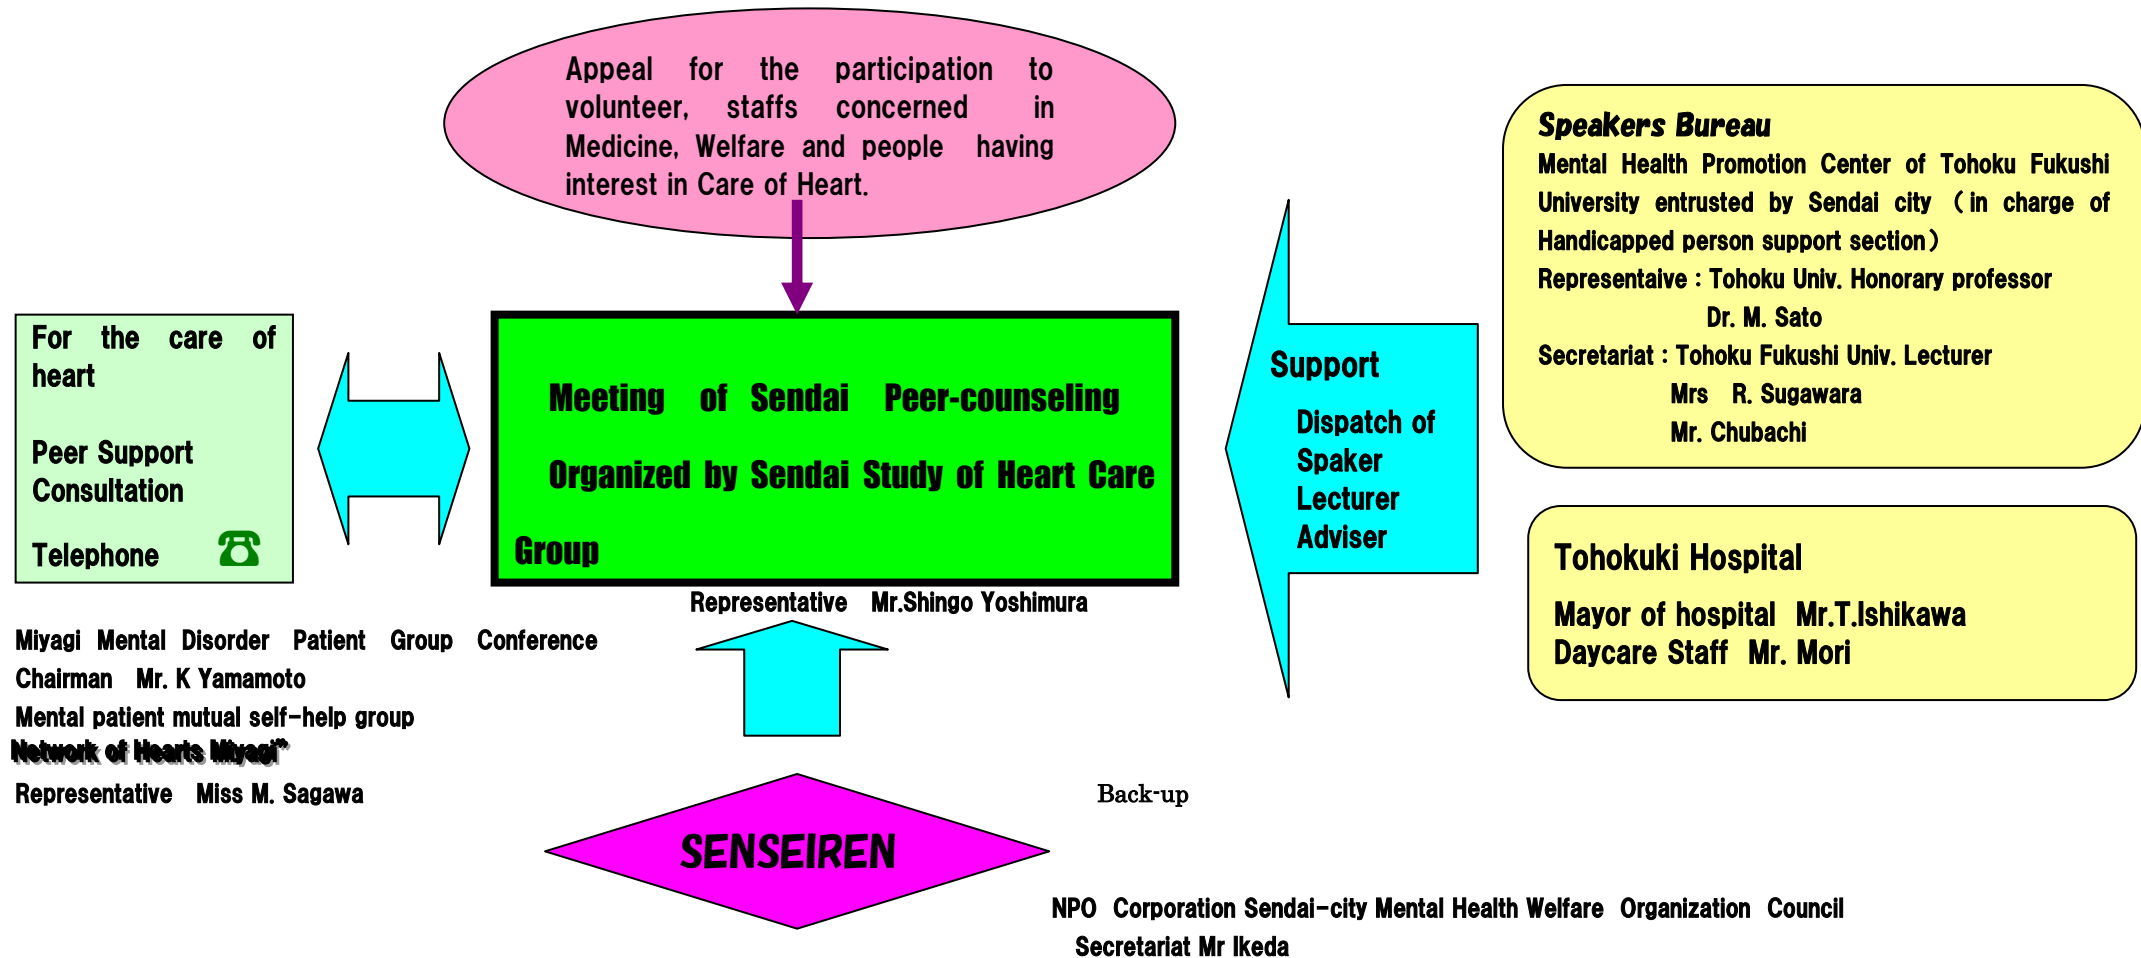 Appeal for the participation to
volunteer, staffs concerned in
Medicine, Welfare and people having
interest in Care of Heart.
Speakers Bureau
Mental Health Promotion Center of Tohoku Fukushi
University entrusted by Sendai city (in charge of
Handicapped person support section)
Representaive : Tohoku Univ. Honorary professor
Dr. M. Sato
Secretariat : Tohoku Fukushi Univ. Lecturer
Mrs R. Sugawara
Mr. Chubachi
For the care of
heart
Peer Support
Consultation
Telephone
Meeting of Sendai Peer-counseling
Organized by Sendai Study of Heart Care
Group
Representative Mr.Shingo Yoshimura
Support
Dispatch of
Spaker
Lecturer
Adviser
Tohokuki Hospital
Mayor of hospital Mr.T.Ishikawa
Daycare Staff Mr. Mori
Miyagi Mental Disorder Patient Group Conference
Chairman Mr. K Yamamoto
Mental patient mutual self-help group
Network of Hearts Miyagi”
Representative Miss M. Sagawa
Back-up
SENSEIREN
NPO Corporation Sendai-city Mental Health Welfare Organization Council
Secretariat Mr Ikeda